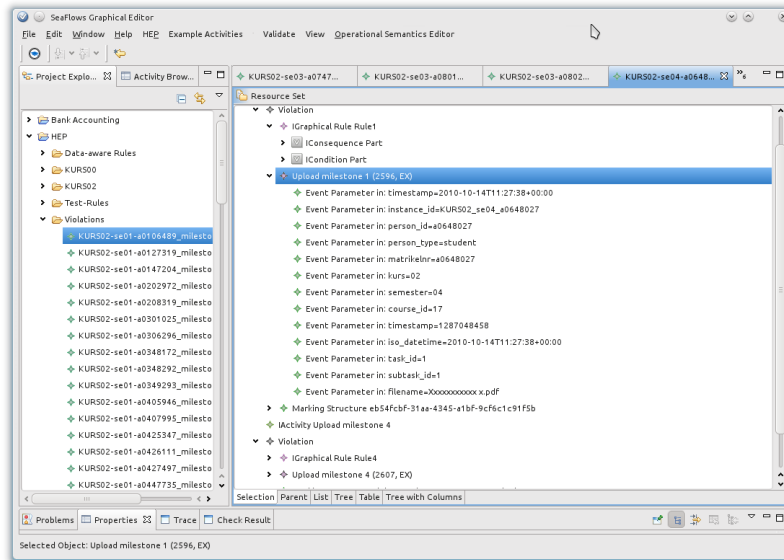 SeaFlows Graphical Editor
File Edit Window Help HEP Example Activities Validate View Operational Semantics Editor
Project Explo... Activity Brow...
Bank Accounting
HEP
Data-aware Rules
KURS00
KURS02
Test-Rules
Violations
KURS02-se01-a0106489_milesto
KURS02-se01-a0127319_milesto
KURS02-se01-a0147204_milesto
KURS02-se01-a0202972_milesto
KURS02-se01-a0208319_milesto
KURS02-se01-a0301025_milesto
KURS02-se01-a0306296_milesto
KURS02-se01-a0348172_milesto
KURS02-se01-a0348292_milesto
KURS02-se01-a0349293_milesto
KURS02-se01-a0405946_milesto
KURS02-se01-a0407995_milesto
KURS02-se01-a0425347_milesto
KURS02-se01-a0426111_milesto
KURS02-se01-a0427497_milesto
KURS02-se01-a0447735_milesto
KURS02-se03-a0747... KURS02-se03-a0801... KURS02-se03-a0802... KURS02-se04-a0648... »6
Resource Set
Violation
IGraphical Rule Rule1
IConsequence Part
ICondition Part
Upload milestone 1 (2596, EX)
Event Parameter in: timestamp=2010-10-14T11:27:38+00:00
Event Parameter in: instance_id=KURS02_se04_a0648027
Event Parameter in: person_id=a0648027
Event Parameter in: person_type=student
Event Parameter in: matrikelnr=a0648027
Event Parameter in: kurs=02
Event Parameter in: semester=04
Event Parameter in: course_id=17
Event Parameter in: timestamp=1287048458
Event Parameter in: iso_datetime=2010-10-14T11:27:38+00:00
Event Parameter in: task_id=1
Event Parameter in: subtask_id=1
Event Parameter in: filename=Xxxxxxxxxxx x.pdf
Marking Structure eb54fcbf-31aa-4345-a1bf-9cf6c1c91f5b
IActivity Upload milestone 4
Violation
IGraphical Rule Rule4
Upload milestone 4 (2607, EX)
Selection Parent List Tree Table Tree with Columns
Problems Properties Trace Check Result
Selected Object: Upload milestone 1 (2596, EX)